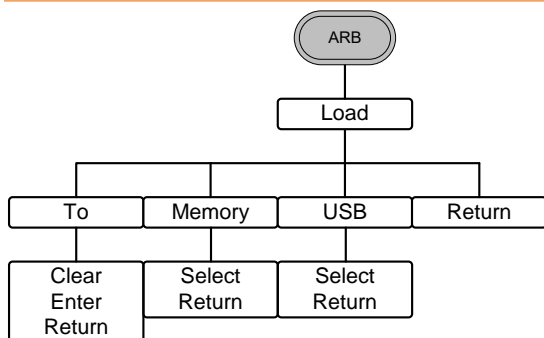 ARB
Load
To
Memory
USB
Return
Clear
Enter
Return
Select
Return
Select
Return